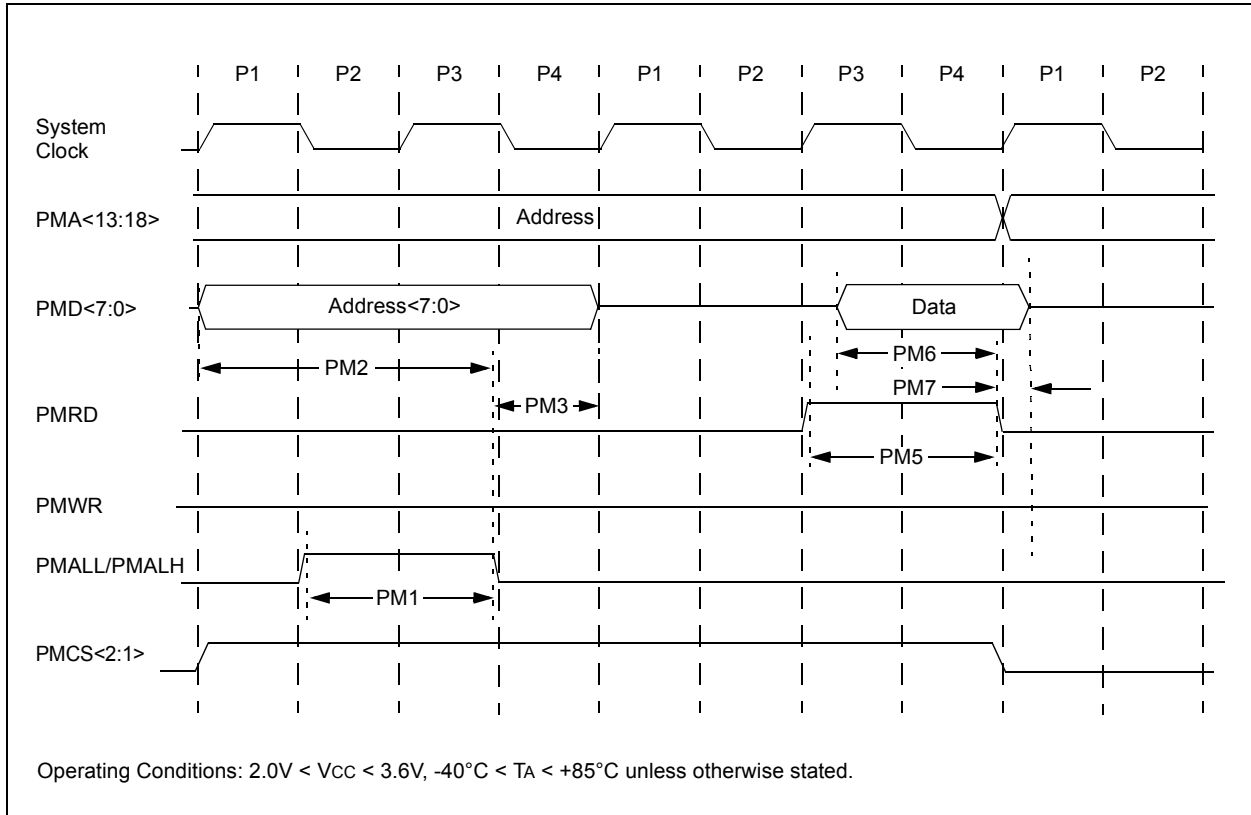 P1 P2 P3 P4 P1 P2 P3 P4 P1 P2
System
Clock
PMA<13:18>
Address
PMD<7:0>
Address<7:0>
Data
PM2
PM6
PM7
PM3
PMRD
PM5
PMWR
PMALL/PMALH
PM1
PMCS<2:1>
Operating Conditions: 2.0V < VCC < 3.6V, -40°C < TA < +85°C unless otherwise stated.